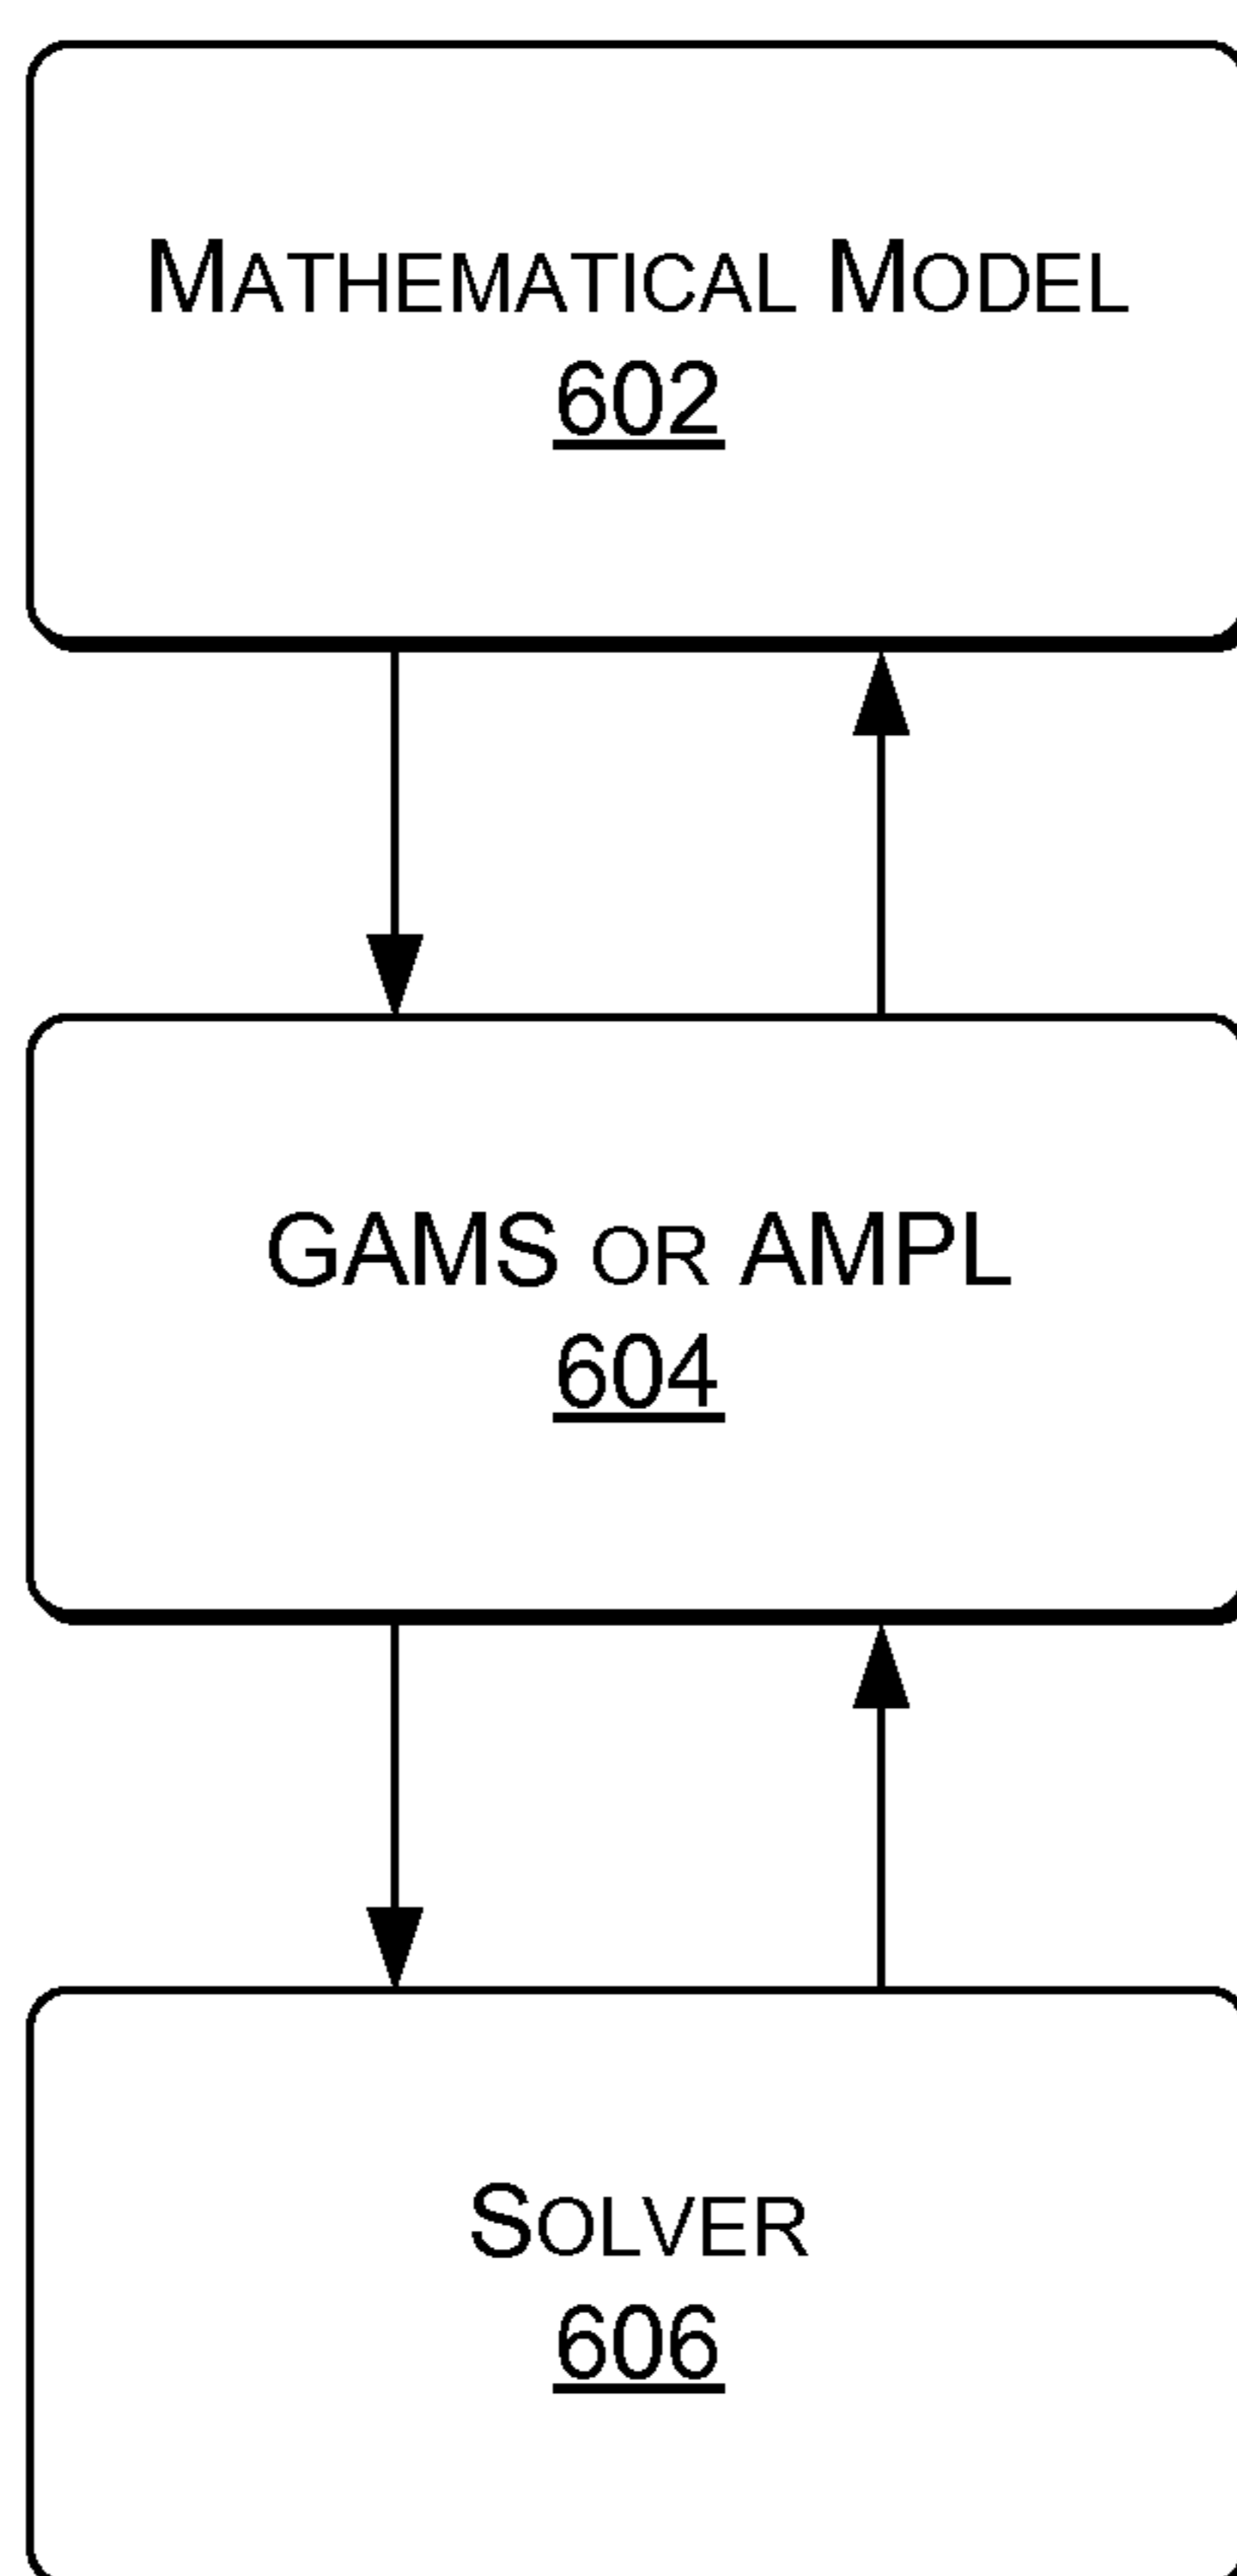 MATHEMATICAL MODEL
602
GAMS OR AMPL
604
SOLVER
606